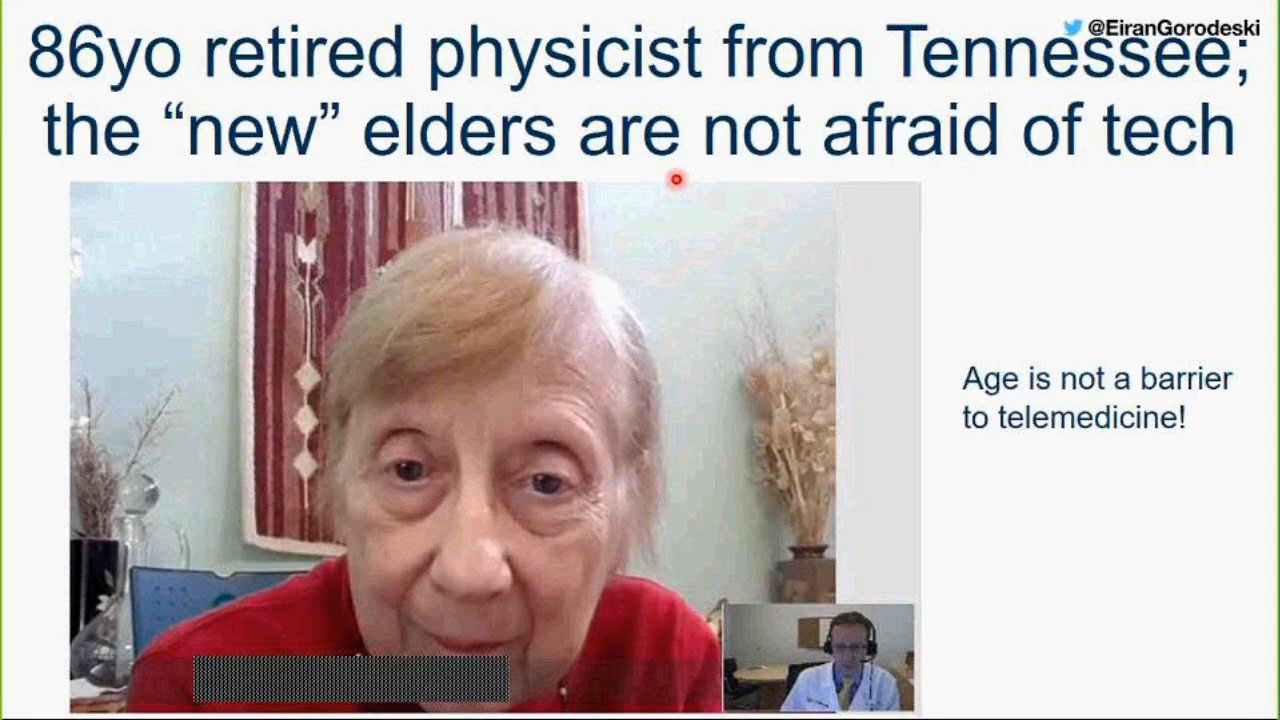 @EiranGorodeski
86yo retired physicist from Tennessee;
the “new” elders are not afraid of tech
Age is not a barrier
to telemedicine!